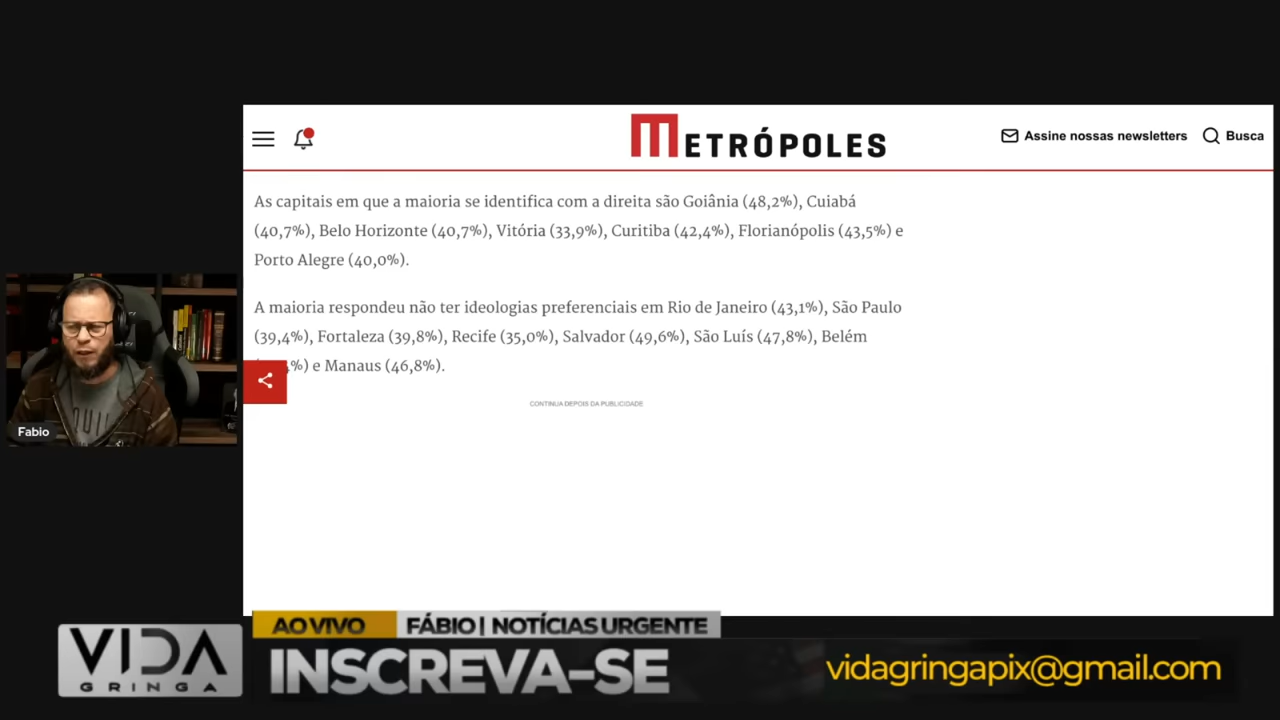 METRÓPOLES
Assine nossas newsletters
Busca
As capitais em que a maioria se identifica com a direita são Goiânia (48,2%), Cuiabá
(40,7%), Belo Horizonte (40,7%), Vitória (33,9%), Curitiba (42,4%), Florianópolis (43,5%) e
Porto Alegre (40,0%).
A maioria respondeu não ter ideologias preferenciais em Rio de Janeiro (43,1%), São Paulo
(39,4%), Fortaleza (39,8%), Recife (35,0%), Salvador (49,6%), São Luís (47,8%), Belém
e Manaus (46,8%).
CONTINUA DEPOIS DA PUBLICIDADE
Fabio
AO VIVO
FÁBIO | NOTÍCIAS URGENTE
VIDA
GRINGA
INSCREVA-SE
vidagringapix@gmail.com